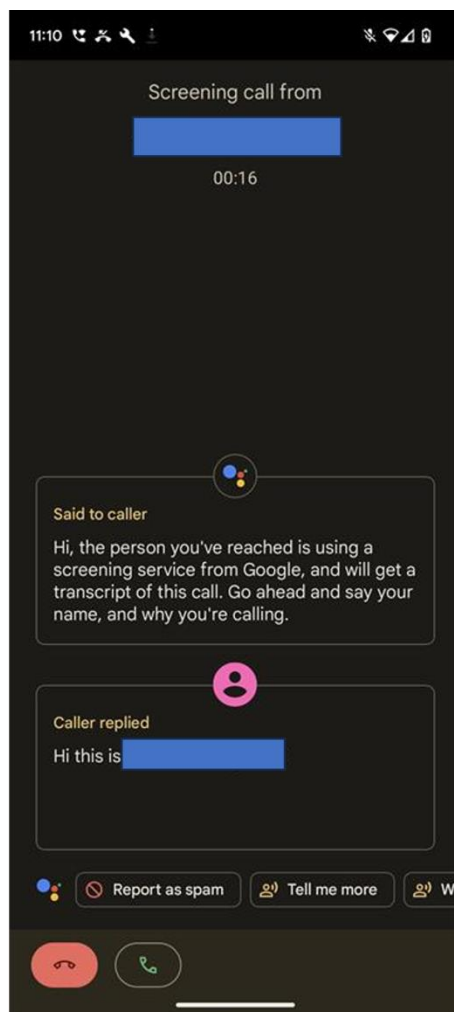 11:10
Screening call from
00:16
Said to caller
Hi, the person you've reached is using a
screening service from Google, and will get a
transcript of this call. Go ahead and say your
name, and why you're calling.
Caller replied
Hi this is
Report as spam
Tell me more
W